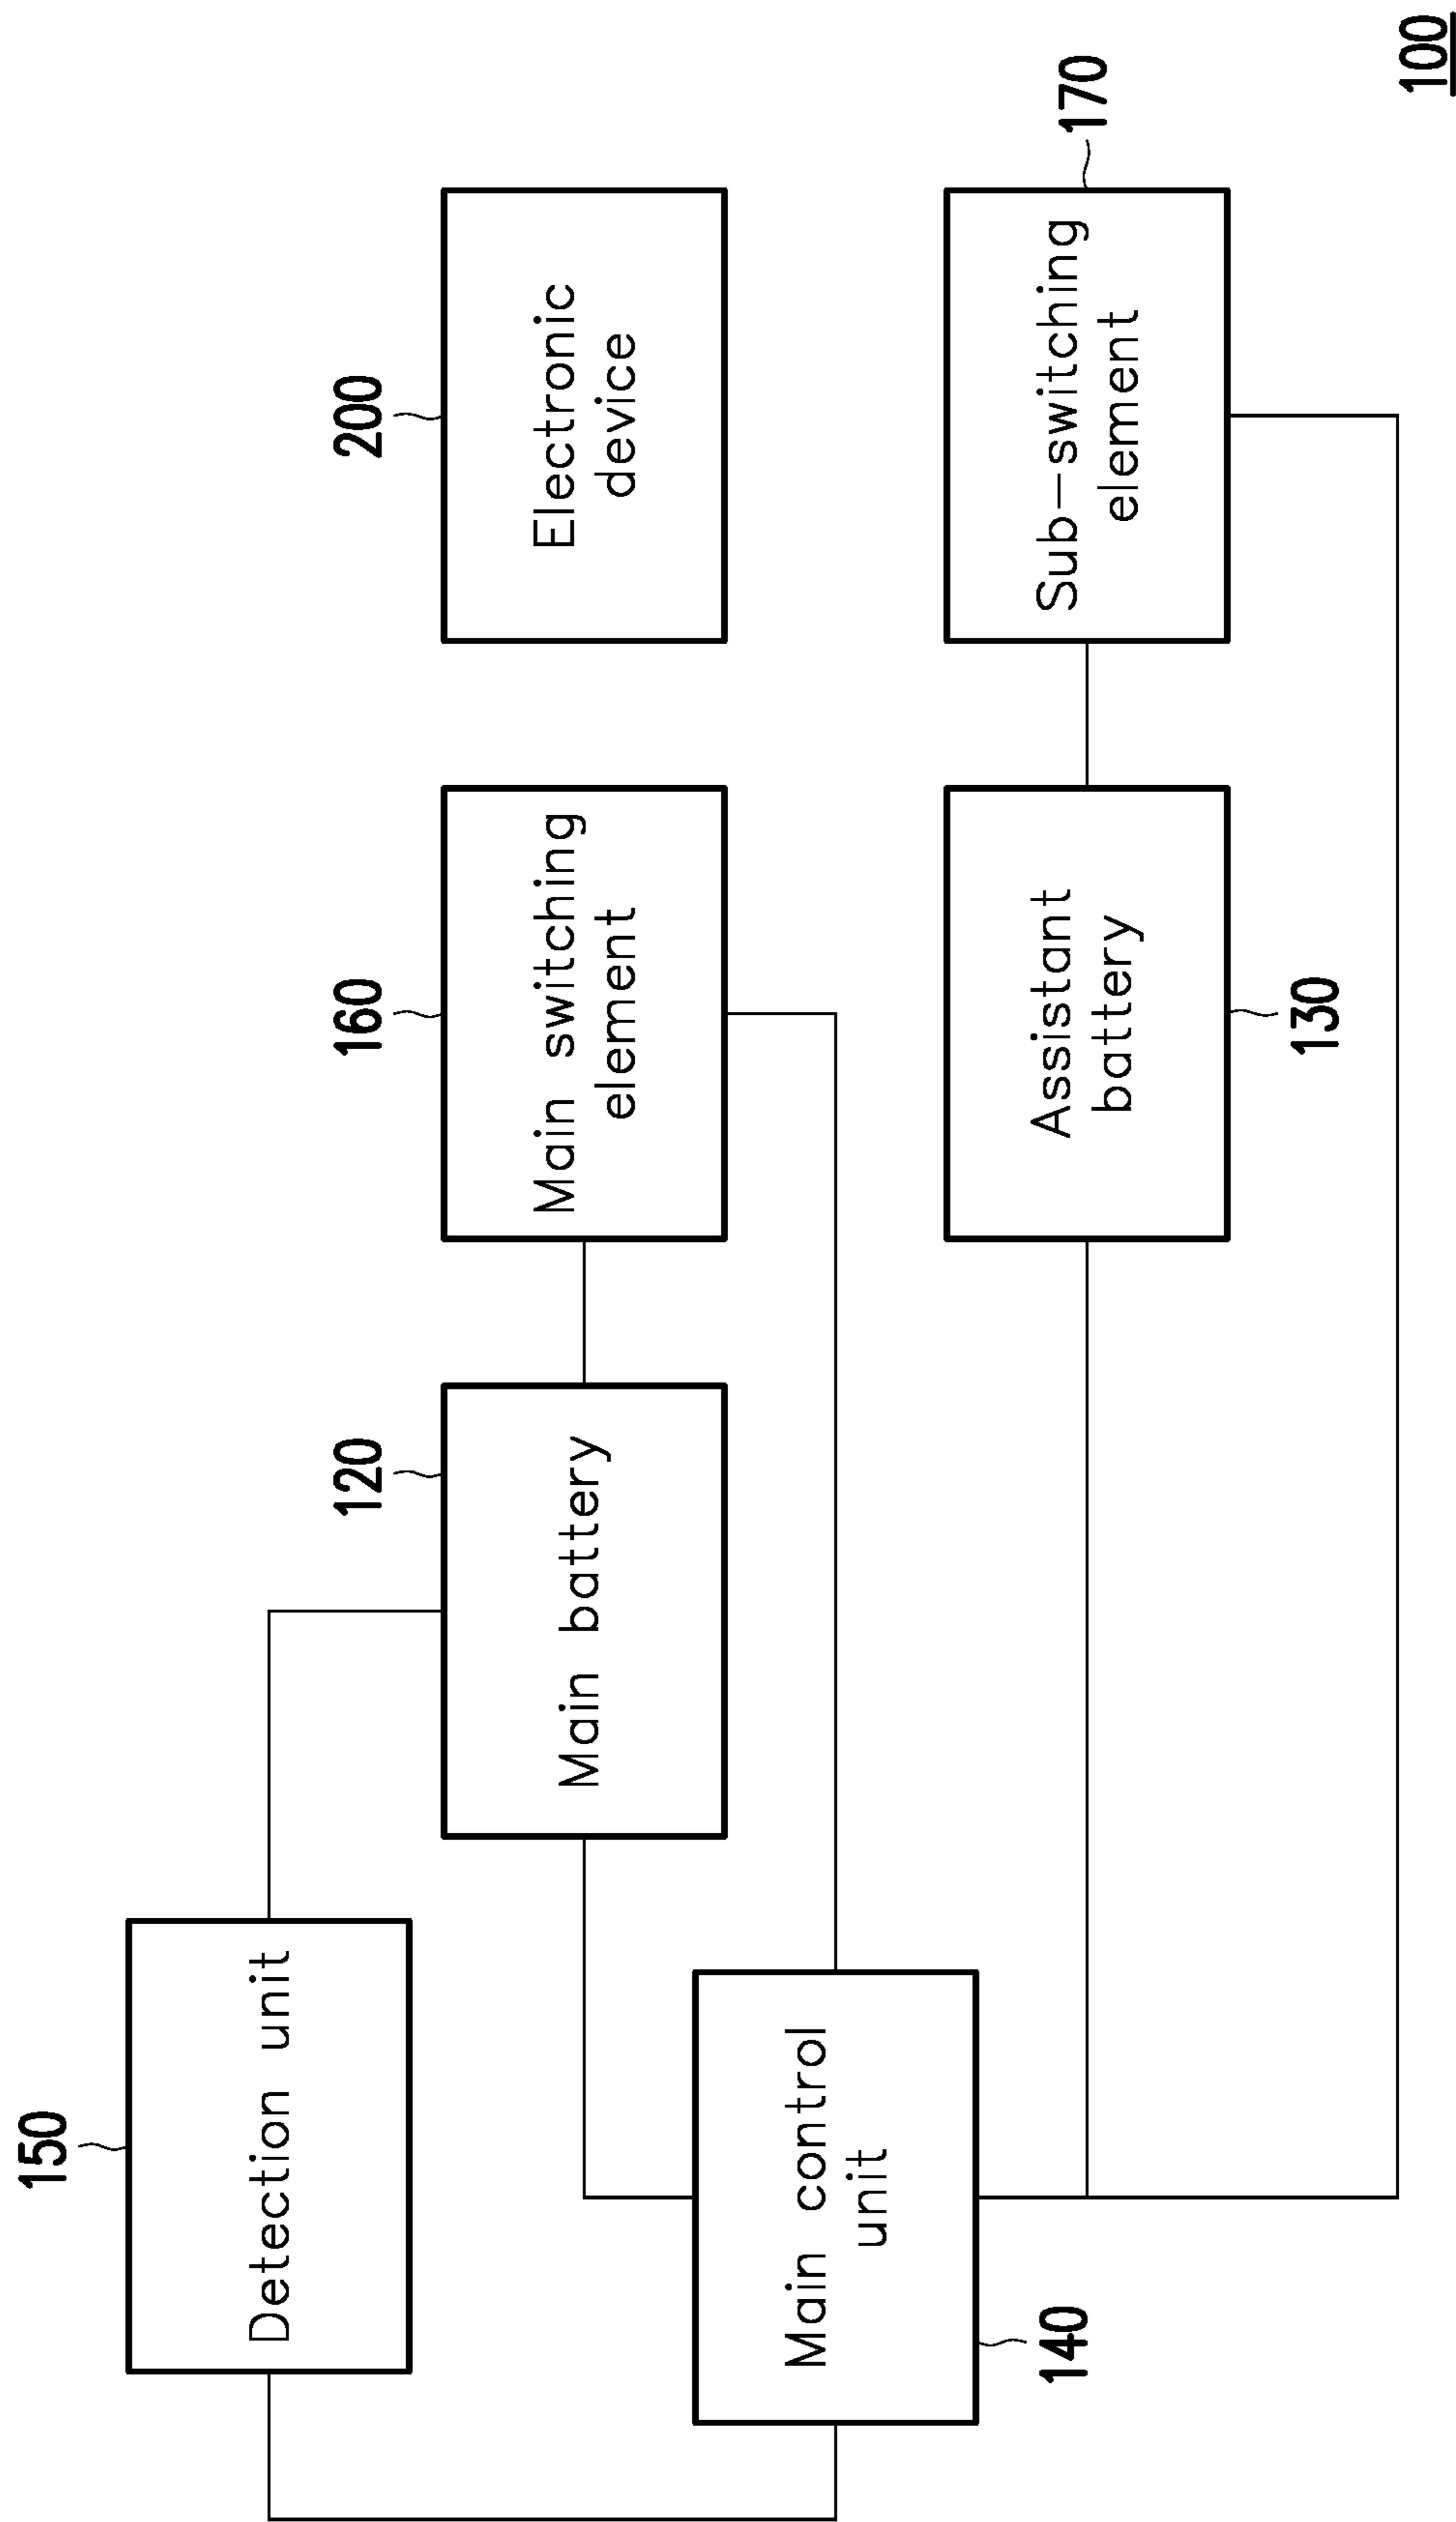 150
Detection unit
120
Main battery
160
Main switching
element
200
Electronic
device
Main control
unit
140
Assistant
battery
130
Sub-switching
element
170
100